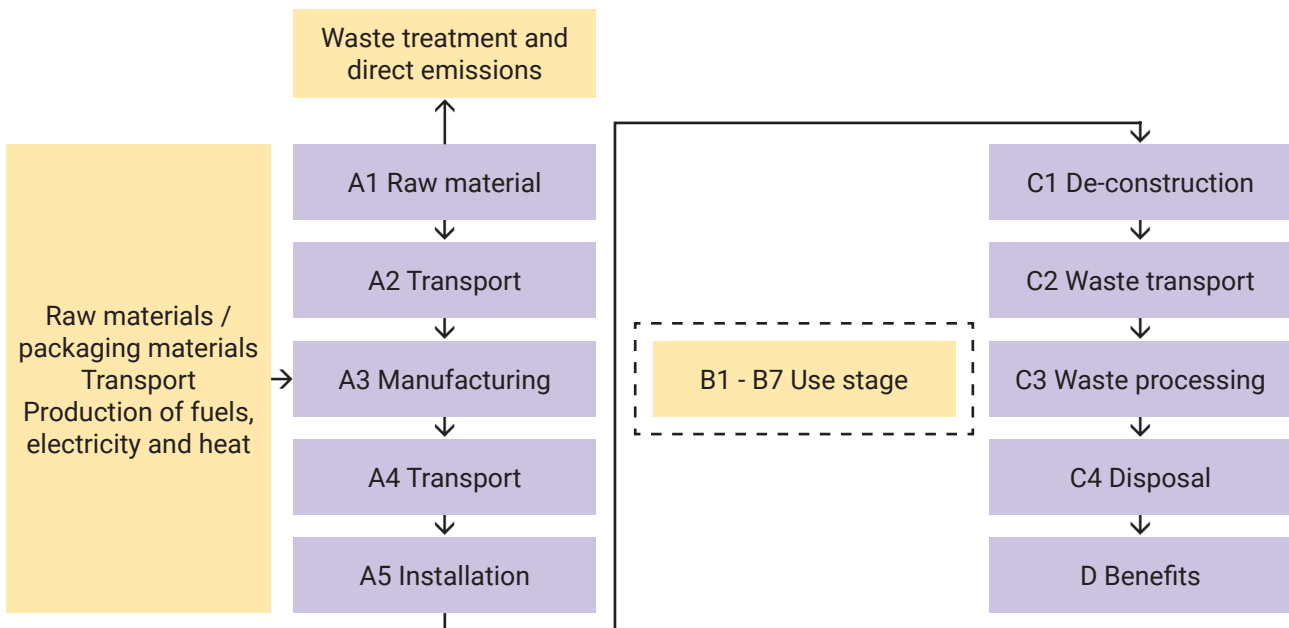 Waste treatment and
direct emissions
Raw materials /
packaging materials
Transport
Production of fuels,
electricity and heat
A1 Raw material
A2 Transport
A3 Manufacturing
A4 Transport
A5 Installation
B1 - B7 Use stage
C1 De-construction
C2 Waste transport
C3 Waste processing
C4 Disposal
D Benefits